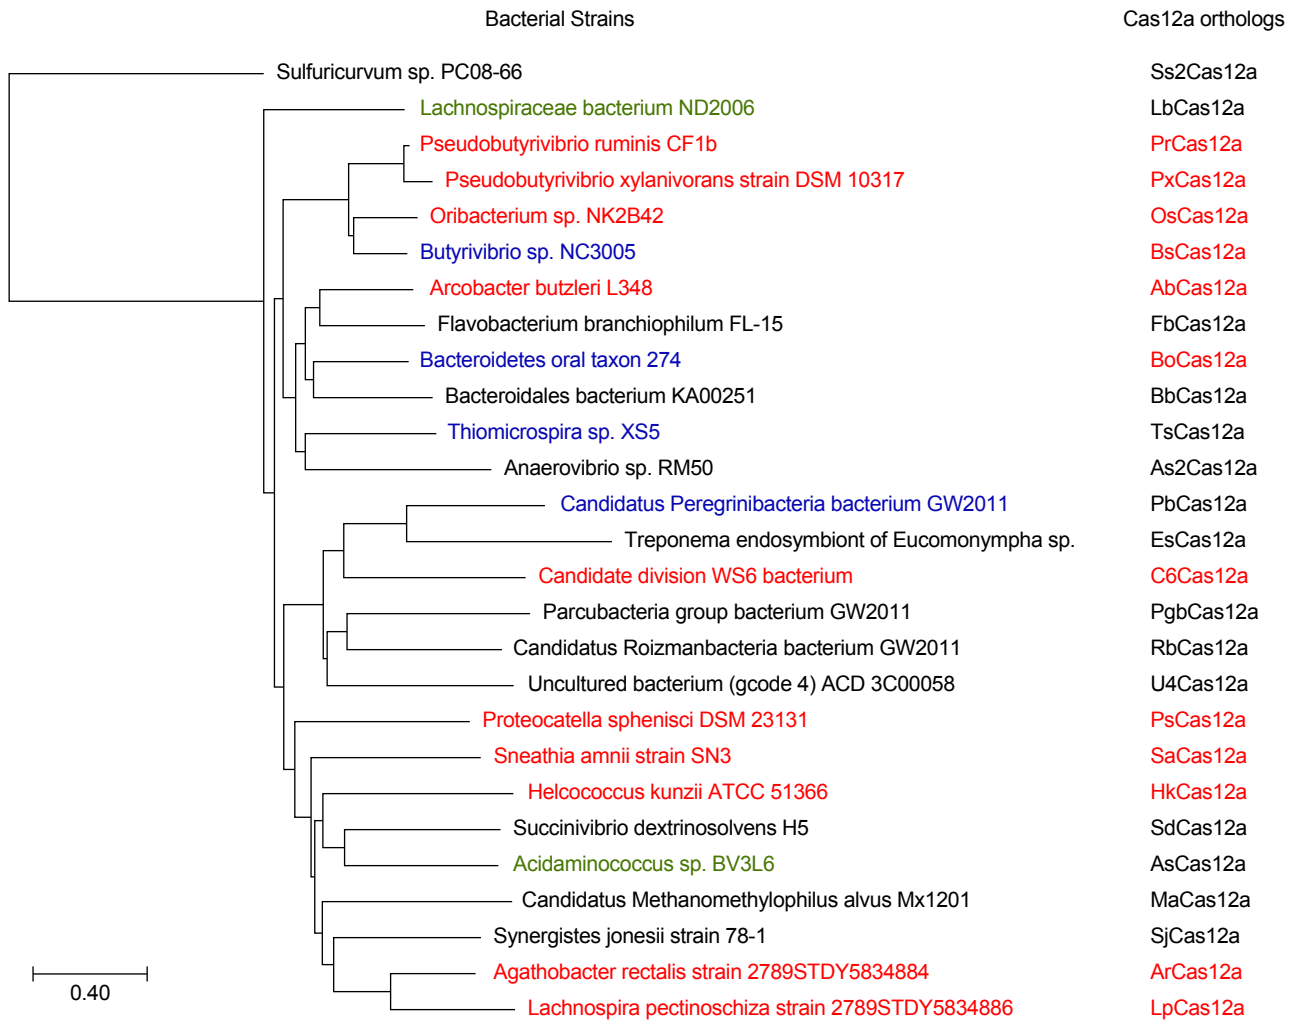 Bacterial Strains Cas12a orthologs
Sulfuricurvum sp. PC08-66 Ss2Cas12a
Lachnospiraceae bacterium ND2006 LbCas12a
Pseudobutyrivibrio ruminis CF1b PrCas12a
Pseudobutyrivibrio xylanivorans strain DSM 10317 PxCas12a
Oribacterium sp. NK2B42 OsCas12a
Butyrivibrio sp. NC3005 BsCas12a
Arcobacter butzleri L348 AbCas12a
Flavobacterium branchiophilum FL-15 FbCas12a
Bacteroidetes oral taxon 274 BoCas12a
Bacteroidales bacterium KA00251 BbCas12a
Thiomicrospira sp. XS5 TsCas12a
Anaerovibrio sp. RM50 As2Cas12a
Candidatus Peregrinibacteria bacterium GW2011 PbCas12a
Treponema endosymbiont of Eucomonympha sp. EsCas12a
Candidate division WS6 bacterium C6Cas12a
Parcubacteria group bacterium GW2011 PgbCas12a
Candidatus Roizmanbacteria bacterium GW2011 RbCas12a
Uncultured bacterium (gcode 4) ACD 3C00058 U4Cas12a
Proteocatella sphenisci DSM 23131 PsCas12a
Sneathia amnii strain SN3 SaCas12a
Helcococcus kunzii ATCC 51366 HkCas12a
Succinivibrio dextrinosolvens H5 SdCas12a
Acidaminococcus sp. BV3L6 AsCas12a
Candidatus Methanomethylophilus alvus Mx1201 MaCas12a
Synergistes jonesii strain 78-1 SjCas12a
Agathobacter rectalis strain 2789STDY5834884 ArCas12a
0.40
Lachnospira pectinoschiza strain 2789STDY5834886 LpCas12a